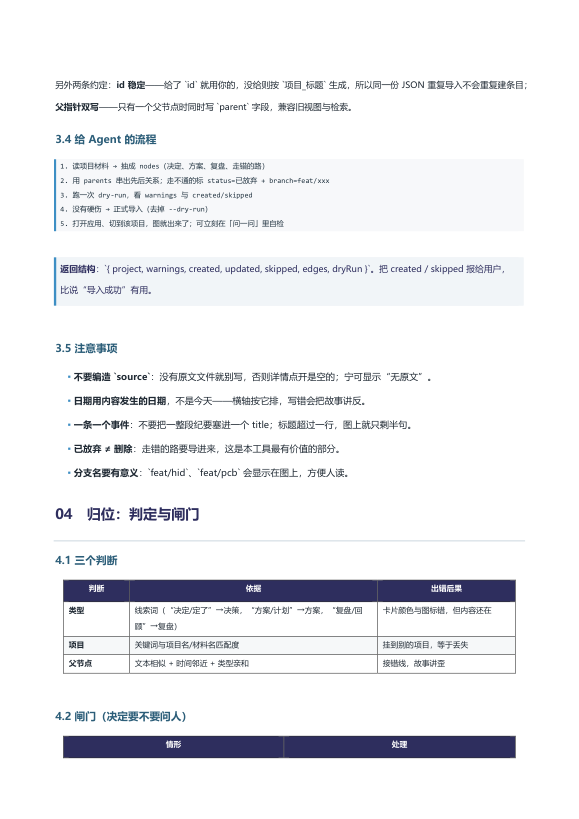 另外两条约定：id 稳定——给了 `id` 就用你的，没给则按 `项目_标题` 生成，所以同一份 JSON 重复导入不会重复建条目；
父指针双写——只有一个父节点时同时写 `parent` 字段，兼容旧视图与检索。
3.4 给 Agent 的流程
1. 读项目材料 → 抽成 nodes（决定、方案、复盘、走错的路）
2. 用 parents 串出先后关系；走不通的标 status=已放弃 + branch=feat/xxx
3. 跑一次 dry-run，看 warnings 与 created/skipped
4. 没有硬伤 → 正式导入（去掉 --dry-run）
5. 打开应用、切到该项目，图就出来了；可立刻在「问一问」里自检
返回结构：`{ project, warnings, created, updated, skipped, edges, dryRun }`。把 created / skipped 报给用户，
比说“导入成功”有用。
3.5 注意事项
• 不要编造 `source`：没有原文文件就别写，否则详情点开是空的；宁可显示“无原文”。
• 日期用内容发生的日期，不是今天——横轴按它排，写错会把故事讲反。
• 一条一个事件：不要把一整段纪要塞进一个 title；标题超过一行，图上就只剩半句。
• 已放弃 ≠ 删除：走错的路要导进来，这是本工具最有价值的部分。
• 分支名要有意义：`feat/hid`、`feat/pcb` 会显示在图上，方便人读。
04 归位：判定与闸门
4.1 三个判断
判断 依据 出错后果
类型 线索词（“决定/定了”→决策，“方案/计划”→方案，“复盘/回 卡片颜色与图标错，但内容还在
顾”→复盘）
项目 关键词与项目名/材料名匹配度 挂到别的项目，等于丢失
父节点 文本相似 + 时间邻近 + 类型亲和 接错线，故事讲歪
4.2 闸门（决定要不要问人）
情形 处理